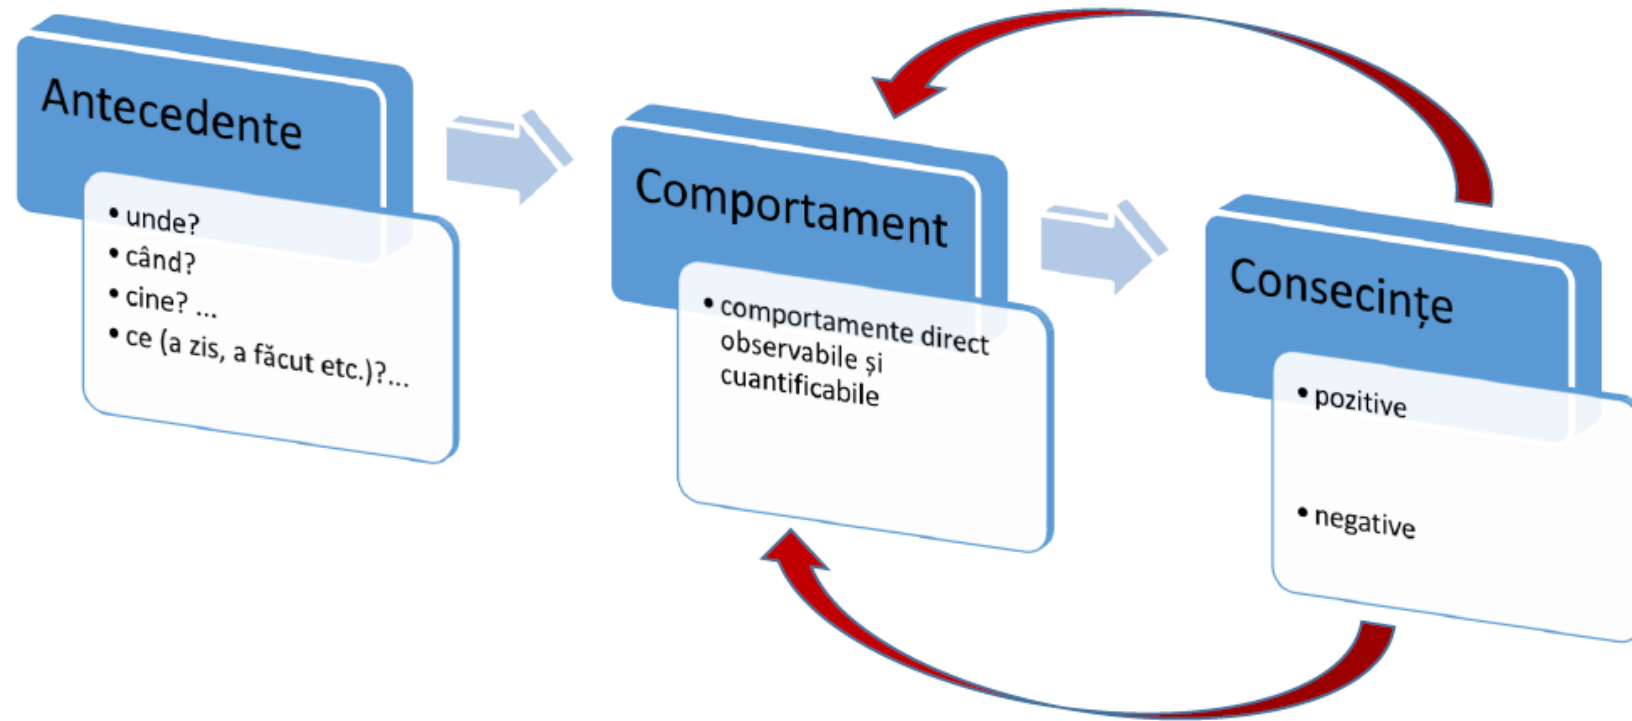 Antecedente
• unde?
• când?
• cine? ...
• ce (a zis, a făcut etc.)?...
Comportament
• comportamente direct
observabile și
cuantificabile
Consecințe
• pozitive
• negative